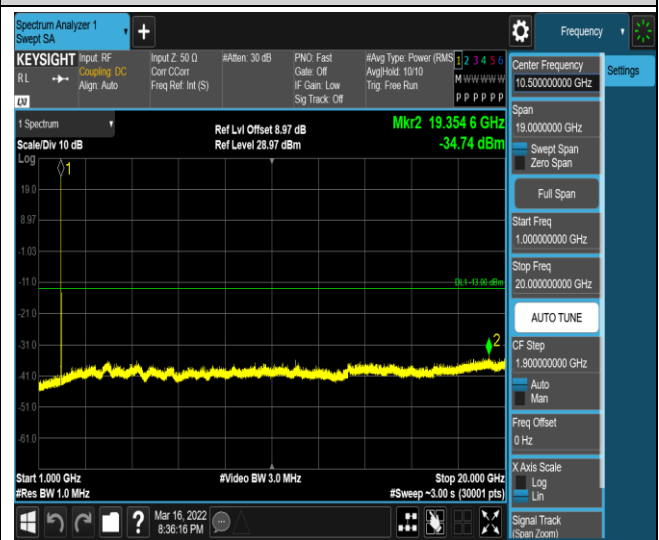 Spectrum Analyzer 1
Swept SA
Frequency
KEYSIGHT
RL
LW
Input: RF
Coupling: DC
Align: Auto
Input Z: 50 Ω
Corr CCorr
Freq Ref: Int (S)
#Atten: 30 dB
PNO: Fast
Gate: Off
IF Gain: Low
Sig Track: Off
#Avg Type: Power (RMS
Avg|Hold: 10/10
Trig: Free Run
1 2 3 4 5 6
M W W W W W
P P P P P P
Center Frequency
10.500000000 GHz
Settings
1 Spectrum
Scale/Div 10 dB
Log
Ref Lvl Offset 8.97 dB
Ref Level 28.97 dBm
Mkr2 19.354 6 GHz
-34.74 dBm
Span
19.0000000 GHz
Swept Span
Zero Span
Full Span
Start Freq
1.000000000 GHz
Stop Freq
20.000000000 GHz
AUTO TUNE
CF Step
1.900000000 GHz
Auto
Man
Freq Offset
0 Hz
X Axis Scale
Log
Lin
Signal Track
(Span Zoom)
1
19.0
8.97
-1.03
-11.0
DL1 -13.00 dBm
-21.0
-31.0
2
-41.0
-51.0
-61.0
Start 1.000 GHz
#Res BW 1.0 MHz
#Video BW 3.0 MHz
Stop 20.000 GHz
#Sweep ~3.00 s (30001 pts)
Mar 16, 2022
8:36:16 PM